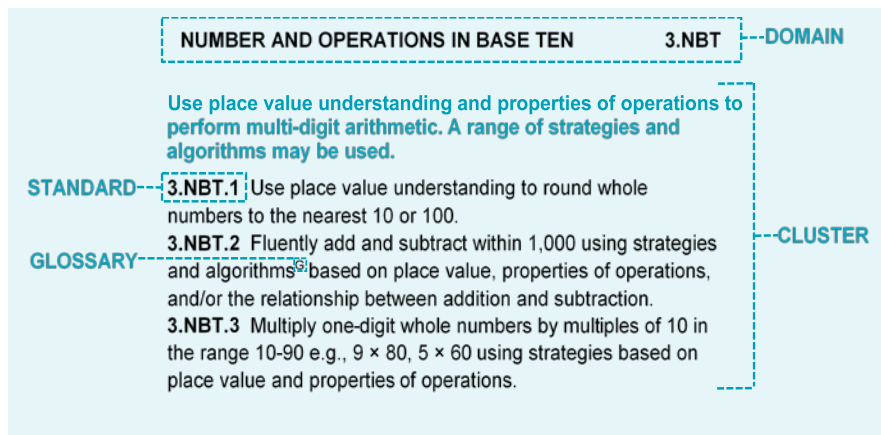 NUMBER AND OPERATIONS IN BASE TEN 3.NBT DOMAIN
Use place value understanding and properties of operations to
perform multi-digit arithmetic. A range of strategies and
algorithms may be used.
STANDARD 3.NBT.1 Use place value understanding to round whole
numbers to the nearest 10 or 100.
3.NBT.2 Fluently add and subtract within 1,000 using strategies
CLUSTER
GLOSSARY and algorithmsG based on place value, properties of operations,
and/or the relationship between addition and subtraction.
3.NBT.3 Multiply one-digit whole numbers by multiples of 10 in
the range 10-90 e.g., 9 × 80, 5 × 60 using strategies based on
place value and properties of operations.